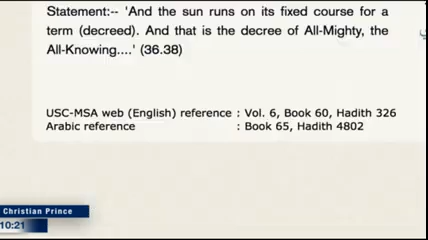 Statement:-- 'And the sun runs on its fixed course for a
term (decreed). And that is the decree of All-Mighty, the
All-Knowing....' (36.38)
USC-MSA web (English) reference : Vol. 6, Book 60, Hadith 326
Arabic reference : Book 65, Hadith 4802
Christian Prince
10:21